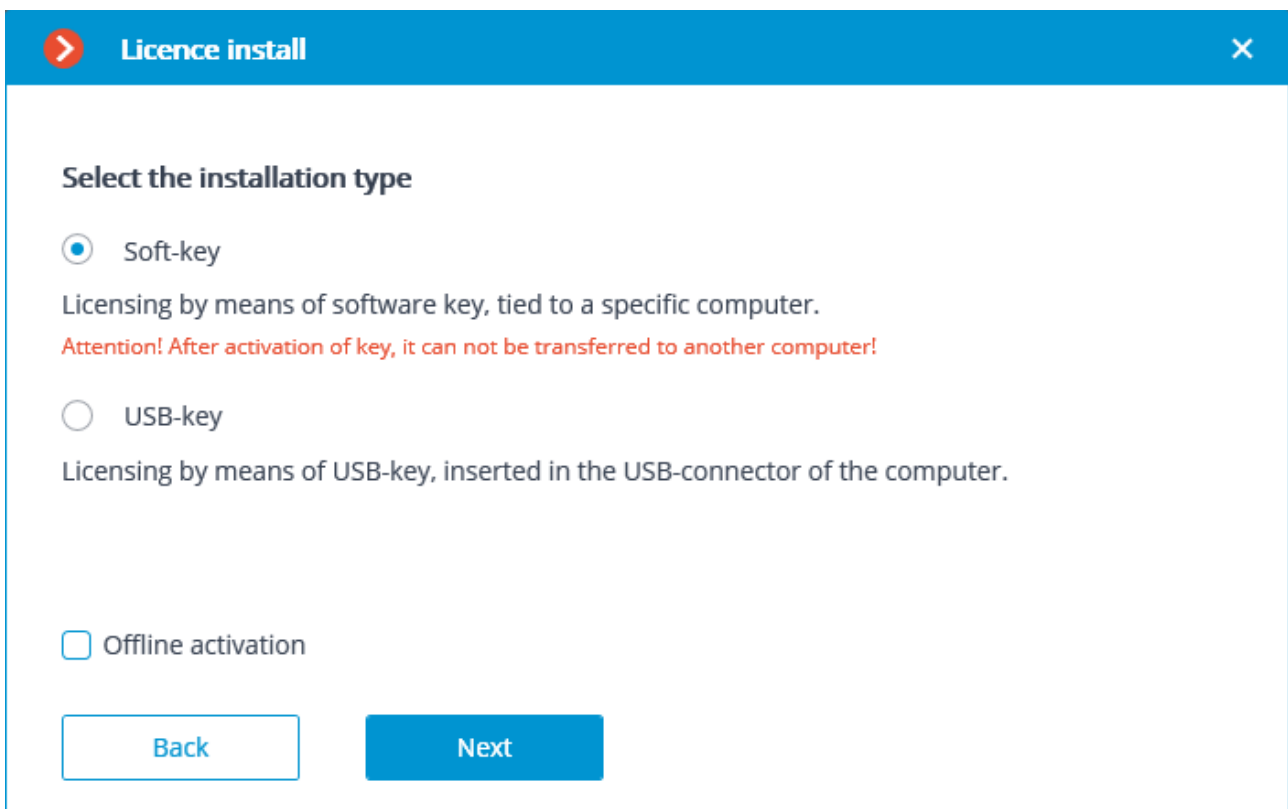 Licence install
Select the installation type
Soft-key
Licensing by means of software key, tied to a specific computer.
Attention! After activation of key, it can not be transferred to another computer!
USB-key
Licensing by means of USB-key, inserted in the USB-connector of the computer.
Offline activation
Back
Next